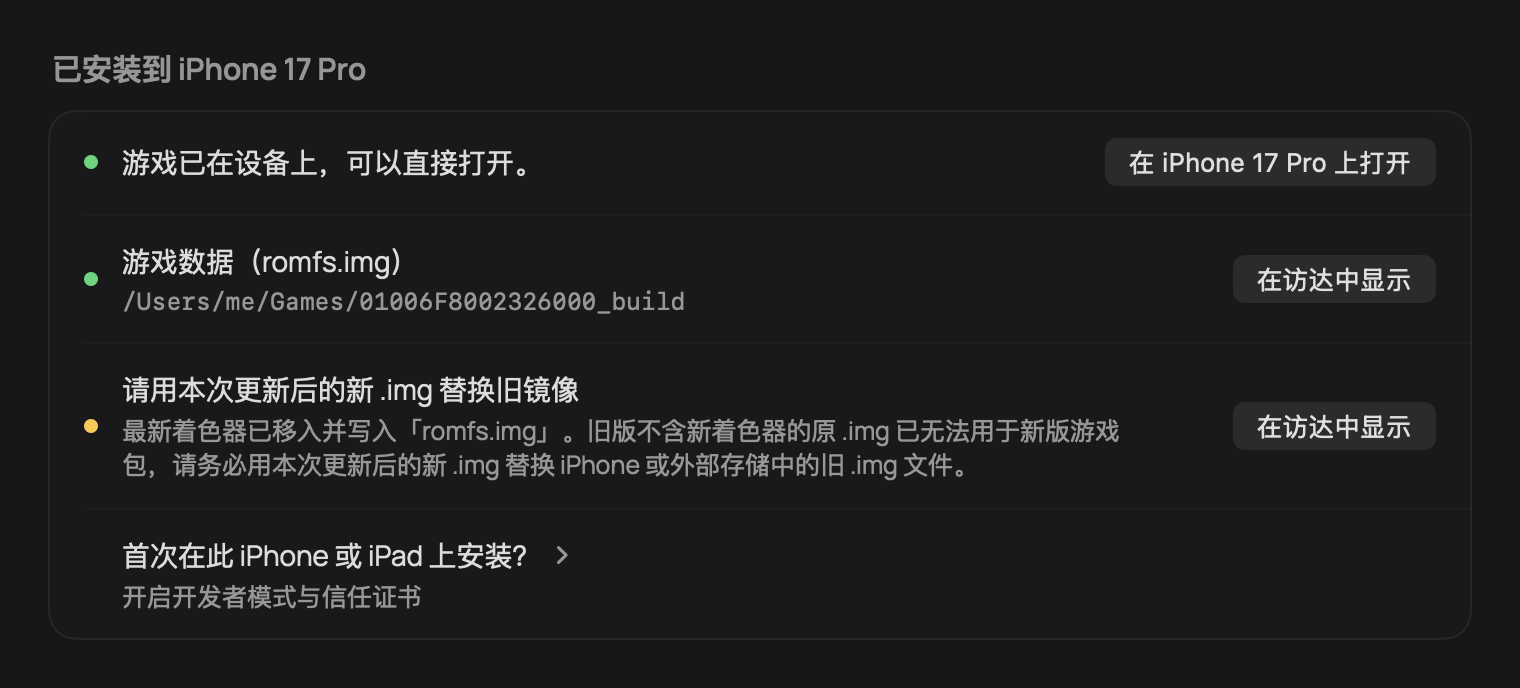 已安装到 iPhone 17 Pro
游戏已在设备上，可以直接打开。
在 iPhone 17 Pro 上打开
游戏数据（romfs.img）
/Users/me/Games/01006F8002326000_build
在访达中显示
请用本次更新后的新 .img 替换旧镜像
最新着色器已移入并写入「romfs.img」。旧版不含新着色器的原 .img 已无法用于新版游戏
包，请务必用本次更新后的新 .img 替换 iPhone 或外部存储中的旧 .img 文件。
在访达中显示
首次在此 iPhone 或 iPad 上安装?
开启开发者模式与信任证书